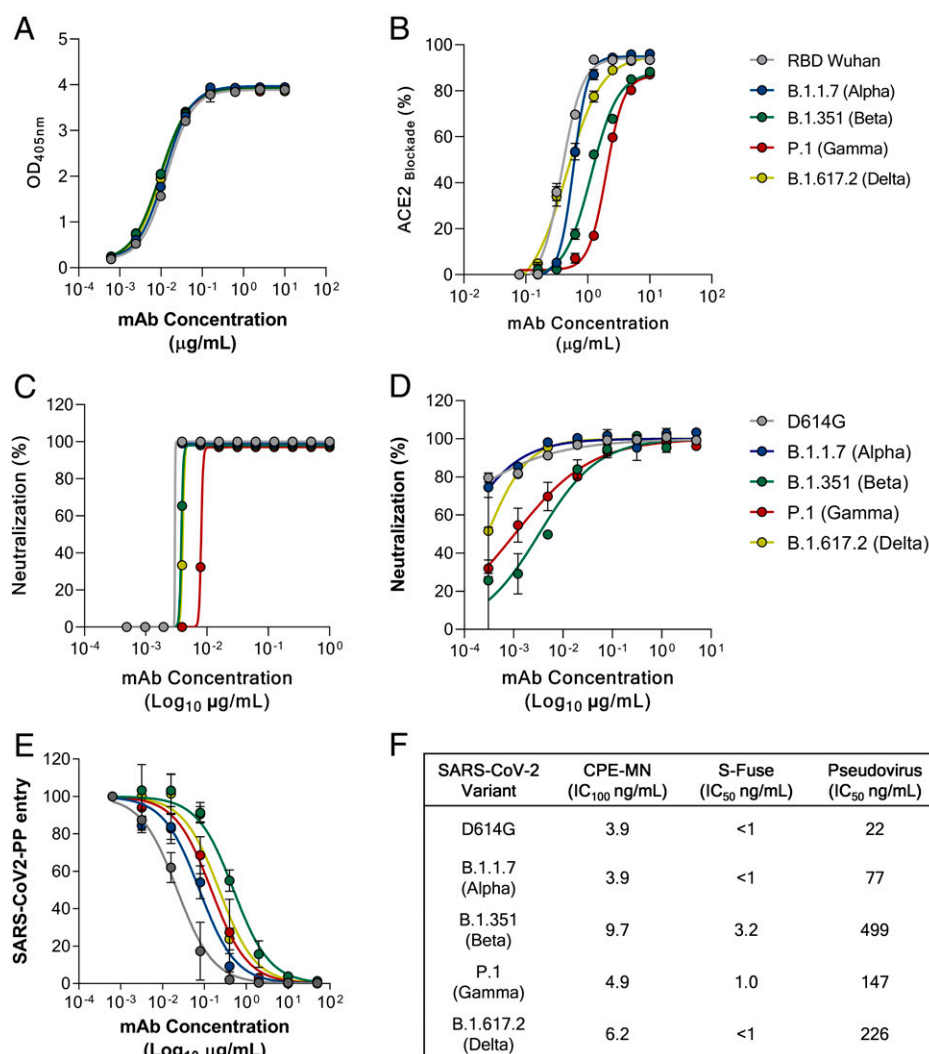 A
5
4
3
2
1
0
OD405nm
10-4 10-3 10-2 10-1 100 101 102
mAb Concentration
(µg/mL)
B
100
80
60
40
20
0
ACE2 Blockade (%)
10-2 10-1 100 101 102
mAb Concentration
(µg/mL)
RBD Wuhan
B.1.1.7 (Alpha)
B.1.351 (Beta)
P.1 (Gamma)
B.1.617.2 (Delta)
C
120
100
80
60
40
20
0
Neutralization (%)
10-4 10-3 10-2 10-1 100
mAb Concentration
(Log10 µg/mL)
D
120
100
80
60
40
20
0
Neutralization (%)
10-4 10-3 10-2 10-1 100 101
mAb Concentration
(Log10 µg/mL)
D614G
B.1.1.7 (Alpha)
B.1.351 (Beta)
P.1 (Gamma)
B.1.617.2 (Delta)
E
120
100
80
60
40
20
0
SARS-CoV2-PP entry
10-4 10-3 10-2 10-1 100 101 102
mAb Concentration
(Log10 µg/mL)
F
SARS-CoV-2 Variant CPE-MN (IC100 ng/mL) S-Fuse (IC50 ng/mL) Pseudovirus (IC50 ng/mL)
D614G 3.9 <1 22
B.1.1.7 (Alpha) 3.9 <1 77
B.1.351 (Beta) 9.7 3.2 499
P.1 (Gamma) 4.9 1.0 147
B.1.617.2 (Delta) 6.2 <1 226